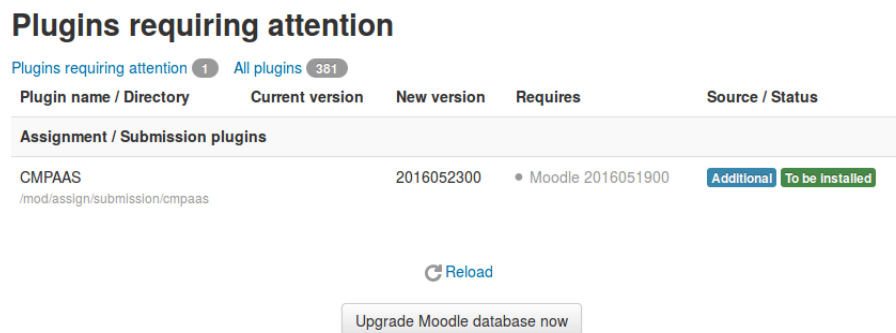 Plugins requiring attention
Plugins requiring attention 1 All plugins 381
Plugin name / Directory Current version New version Requires Source / Status
Assignment / Submission plugins
CMPAAS 2016052300 Moodle 2016051900 Additional To be installed
/mod/assign/submission/cmpaas
Reload
Upgrade Moodle database now